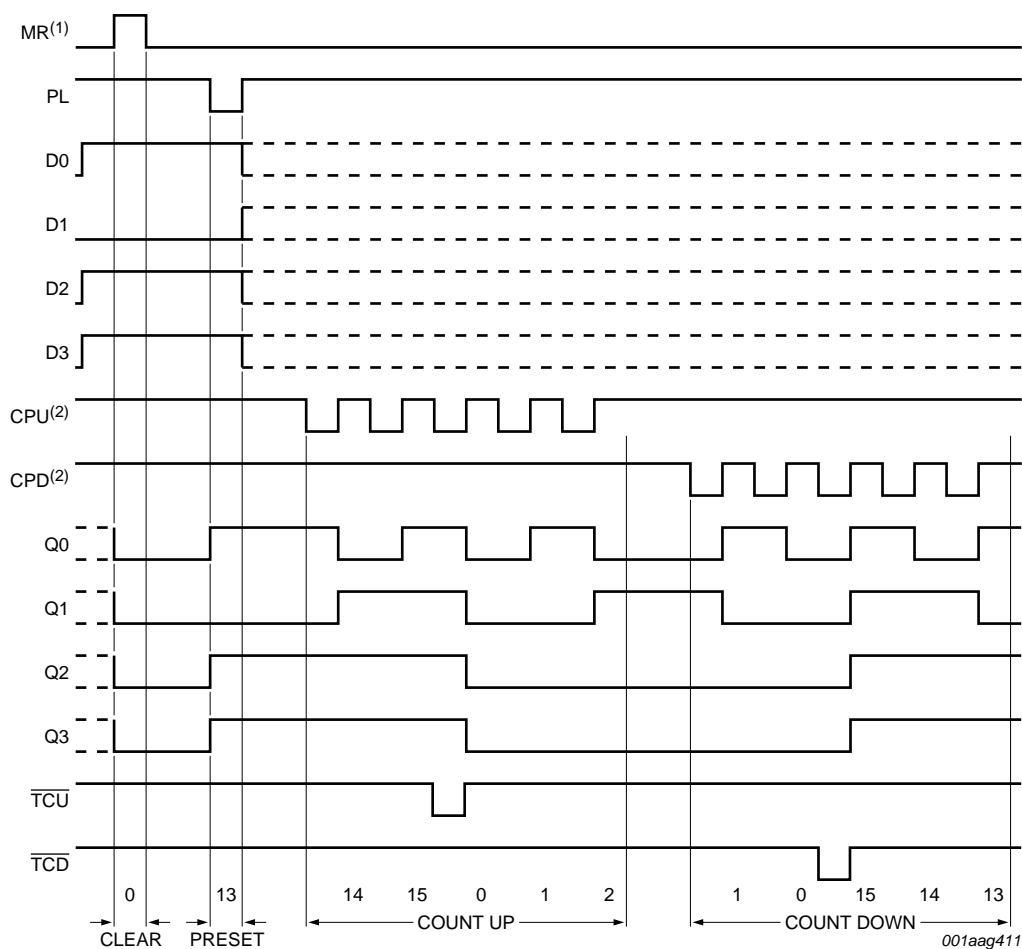 MR(1)
PL
D0
D1
D2
D3
CPU(2)
CPD(2)
Q0
Q1
Q2
Q3
TCU
TCD
0 13 14 15 0 1 2 1 0 15 14 13
CLEAR PRESET COUNT UP COUNT DOWN
001aag411